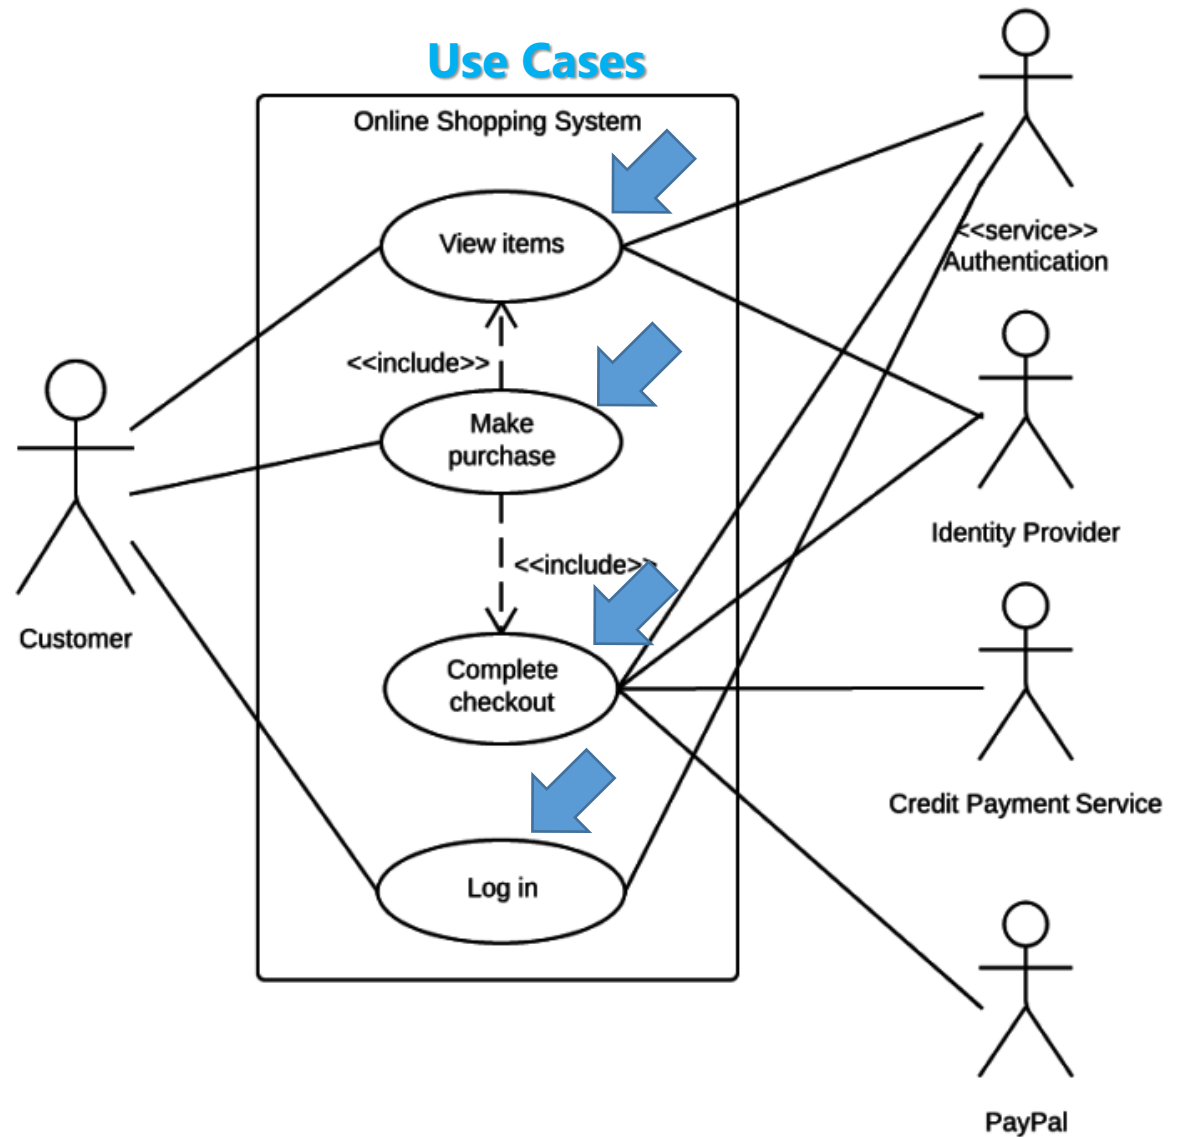 Use Cases
Online Shopping System
View items
<<include>>
Make
purchase
<<include>>
Complete
checkout
Log in
Customer
<<service>>
Authentication
Identity Provider
Credit Payment Service
PayPal